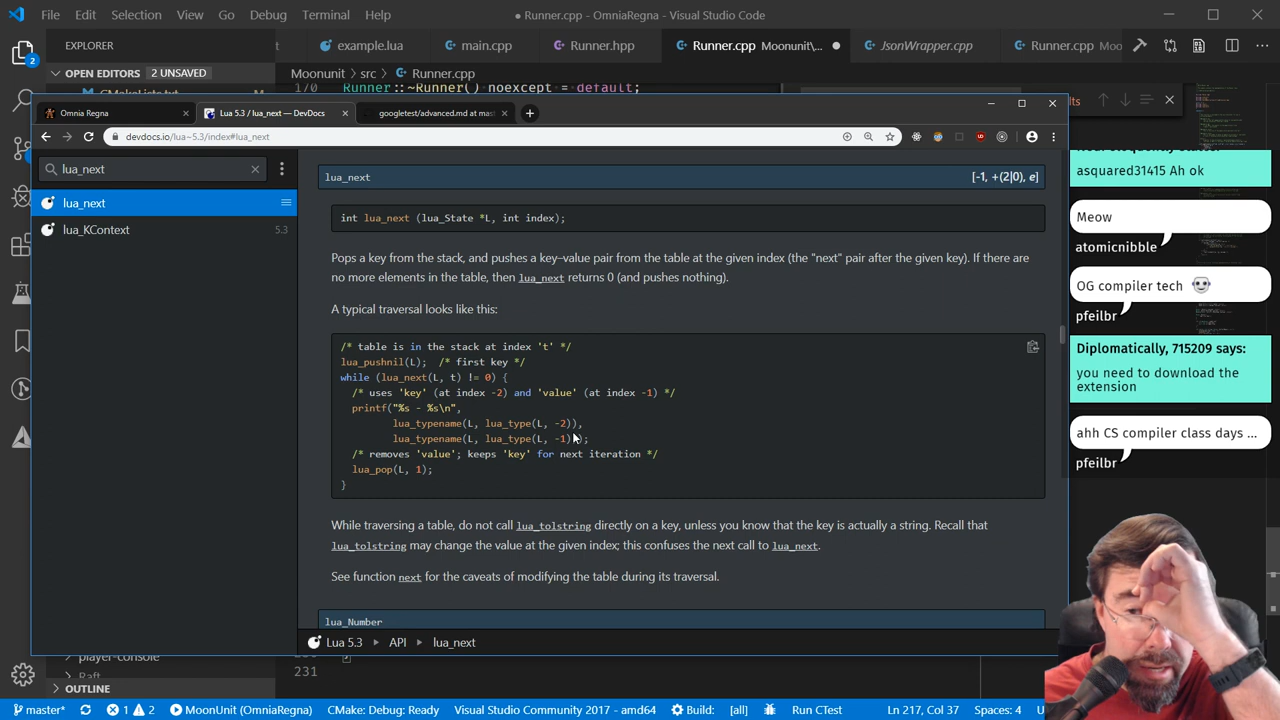 File Edit Selection View Go Debug Terminal Help
● Runner.cpp - OmniaRegna - Visual Studio Code
EXPLORER
example.lua
main.cpp
Runner.hpp
Runner.cpp Moonunit\...
JsonWrapper.cpp
Runner.cpp
2
OPEN EDITORS 2 UNSAVED
Moonunit > src > Runner.cpp
170 Runner::~Runner() noexcept = default;
CMakeLists.txt
Omnia Regna
Lua 5.3 / lua_next — DevDocs
googletest/advanced.md at mas
devdocs.io/lua~5.3/index#lua_next
lua_next
lua_next
lua_KContext 5.3
lua_next [-1, +(2|0), e]
int lua_next (lua_State *L, int index);
Pops a key from the stack, and pushes a key–value pair from the table at the given index (the "next" pair after the given key). If there are
no more elements in the table, then lua_next returns 0 (and pushes nothing).
A typical traversal looks like this:
/* table is in the stack at index 't' */
lua_pushnil(L); /* first key */
while (lua_next(L, t) != 0) {
/* uses 'key' (at index -2) and 'value' (at index -1) */
printf("%s - %s\n",
lua_typename(L, lua_type(L, -2)),
lua_typename(L, lua_type(L, -1)));
/* removes 'value'; keeps 'key' for next iteration */
lua_pop(L, 1);
}
While traversing a table, do not call lua_tolstring directly on a key, unless you know that the key is actually a string. Recall that
lua_tolstring may change the value at the given index; this confuses the next call to lua_next.
See function next for the caveats of modifying the table during its traversal.
lua_Number
Lua 5.3 ▸ API ▸ lua_next
asquared31415 Ah ok
Meow
atomicnibble
OG compiler tech
pfeilbr
Diplomatically, 715209 says:
you need to download the
extension
ahh CS compiler class days ...
pfeilbr
player-console
Raft
231
OUTLINE
master*
1 2
MoonUnit (OmniaRegna)
CMake: Debug: Ready
Visual Studio Community 2017 - amd64
Build: [all]
Run CTest
Ln 217, Col 37
Spaces: 4